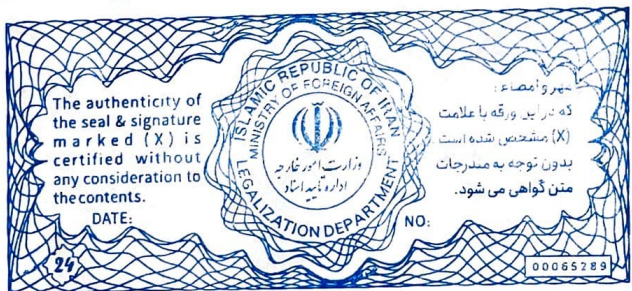 The authenticity of
the seal & signature
marked (X) is
certified without
any consideration to
the contents.
DATE:
ISLAMIC REPUBLIC OF IRAN
MINISTRY OF FOREIGN AFFAIRS
وزارت امور خارجه
اداره تایید اسناد
LEGALIZATION DEPARTMENT
مهر و امضاء:
که در این ورقه با علامت
(X) مشخص شده است
بدون توجه به مندرجات
متن گواهی می شود.
NO:
24
00065289